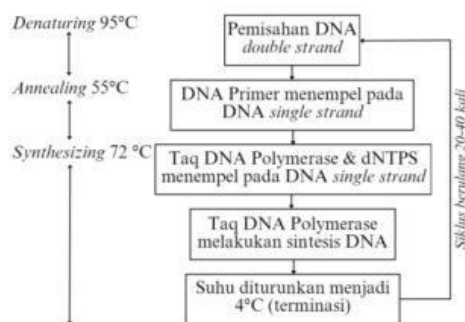 Denaturing 95°C
Pemisahan DNA
double strand
Annealing 55°C
DNA Primer menempel pada
DNA single strand
Synthesizing 72 °C
Taq DNA Polymerase & dNTPS
menempel pada DNA single strand
Taq DNA Polymerase
melakukan sintesis DNA
Suhu diturunkan menjadi
4°C (terminasi)
Siklus berulang 20-40 kali